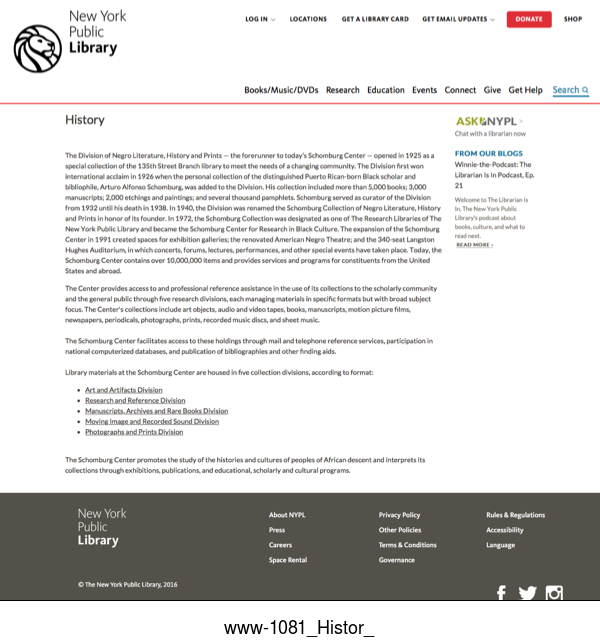 New York
Public
Library
LOG IN
LOCATIONS
GET A LIBRARY CARD
GET EMAIL UPDATES
DONATE
SHOP
Books/Music/DVDs
Research
Education
Events
Connect
Give
Get Help
Search
History
The Division of Negro Literature, History and Prints — the forerunner to today's Schomburg Center — opened in 1925 as a
special collection of the 135th Street Branch library to meet the needs of a changing community. The Division first won
international acclaim in 1926 when the personal collection of the distinguished Puerto Rican-born Black scholar and
bibliophile, Arturo Alfonso Schomburg, was added to the Division. His collection included more than 5,000 books; 3,000
manuscripts; 2,000 etchings and paintings; and several thousand pamphlets. Schomburg served as curator of the Division
from 1932 until his death in 1938. In 1940, the Division was renamed the Schomburg Collection of Negro Literature, History
and Prints in honor of its founder. In 1972, the Schomburg Collection was designated as one of The Research Libraries of The
New York Public Library and became the Schomburg Center for Research in Black Culture. The expansion of the Schomburg
Center in 1991 created spaces for exhibition galleries; the renovated American Negro Theatre; and the 340-seat Langston
Hughes Auditorium, in which concerts, forums, lectures, performances, and other special events have taken place. Today, the
Schomburg Center contains over 10,000,000 items and provides services and programs for constituents from the United
States and abroad.
The Center provides access to and professional reference assistance in the use of its collections to the scholarly community
and the general public through five research divisions, each managing materials in specific formats but with broad subject
focus. The Center's collections include art objects, audio and video tapes, books, manuscripts, motion picture films,
newspapers, periodicals, photographs, prints, recorded music discs, and sheet music.
The Schomburg Center facilitates access to these holdings through mail and telephone reference services, participation in
national computerized databases, and publication of bibliographies and other finding aids.
Library materials at the Schomburg Center are housed in five collection divisions, according to format:
• Art and Artifacts Division
• Research and Reference Division
• Manuscripts, Archives and Rare Books Division
• Moving Image and Recorded Sound Division
• Photographs and Prints Division
The Schomburg Center promotes the study of the histories and cultures of peoples of African descent and interprets its
collections through exhibitions, publications, and educational, scholarly and cultural programs.
ASK NYPL >
Chat with a librarian now
FROM OUR BLOGS
Winnie-the-Podcast: The
Librarian Is In Podcast, Ep.
21
Welcome to The Librarian Is
In, The New York Public
Library's podcast about
books, culture, and what to
read next.
READ MORE ›
New York
Public
Library
About NYPL
Press
Careers
Space Rental
Privacy Policy
Other Policies
Terms & Conditions
Governance
Rules & Regulations
Accessibility
Language
© The New York Public Library, 2016
www-1081_Histor_